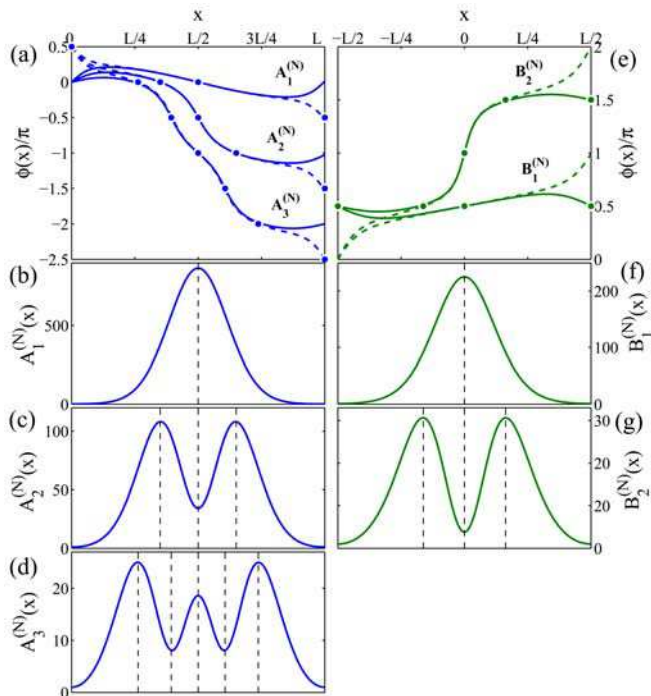 x x
0 L/4 L/2 3L/4 L −L/2 −L/4 0 L/4 L/2
(a) 0.5 0 −0.5 −1 −1.5 −2 −2.5
ϕ(x)/π
A₁⁽ᴺ⁾
A₂⁽ᴺ⁾
A₃⁽ᴺ⁾
(e) 2 1.5 1 0.5 0
ϕ(x)/π
B₂⁽ᴺ⁾
B₁⁽ᴺ⁾
(b) 500 0
A₁⁽ᴺ⁾(x)
(f) 200 100 0
B₁⁽ᴺ⁾(x)
(c) 100 50 0
A₂⁽ᴺ⁾(x)
(g) 30 20 20 0
B₂⁽ᴺ⁾(x)
(d) 20 10 0
A₃⁽ᴺ⁾(x)